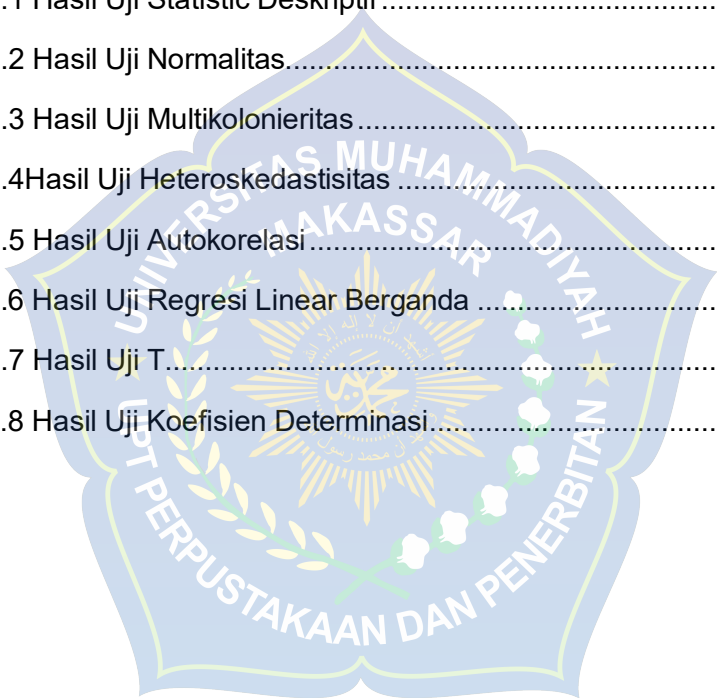 .1 Hasil Uji Statistic Deskriptif........................................
.2 Hasil Uji Normalitas......................................................
.3 Hasil Uji Multikolonieritas..............................................
.4Hasil Uji Heteroskedastisitas........................................
.5 Hasil Uji Autokorelasi...................................................
.6 Hasil Uji Regresi Linear Berganda..............................
.7 Hasil Uji T.....................................................................
.8 Hasil Uji Koefisien Determinasi....................................
UNIVERSITAS MUHAMMADIYAH
MAKASSAR
UPT PERPUSTAKAAN DAN PENERBITAN